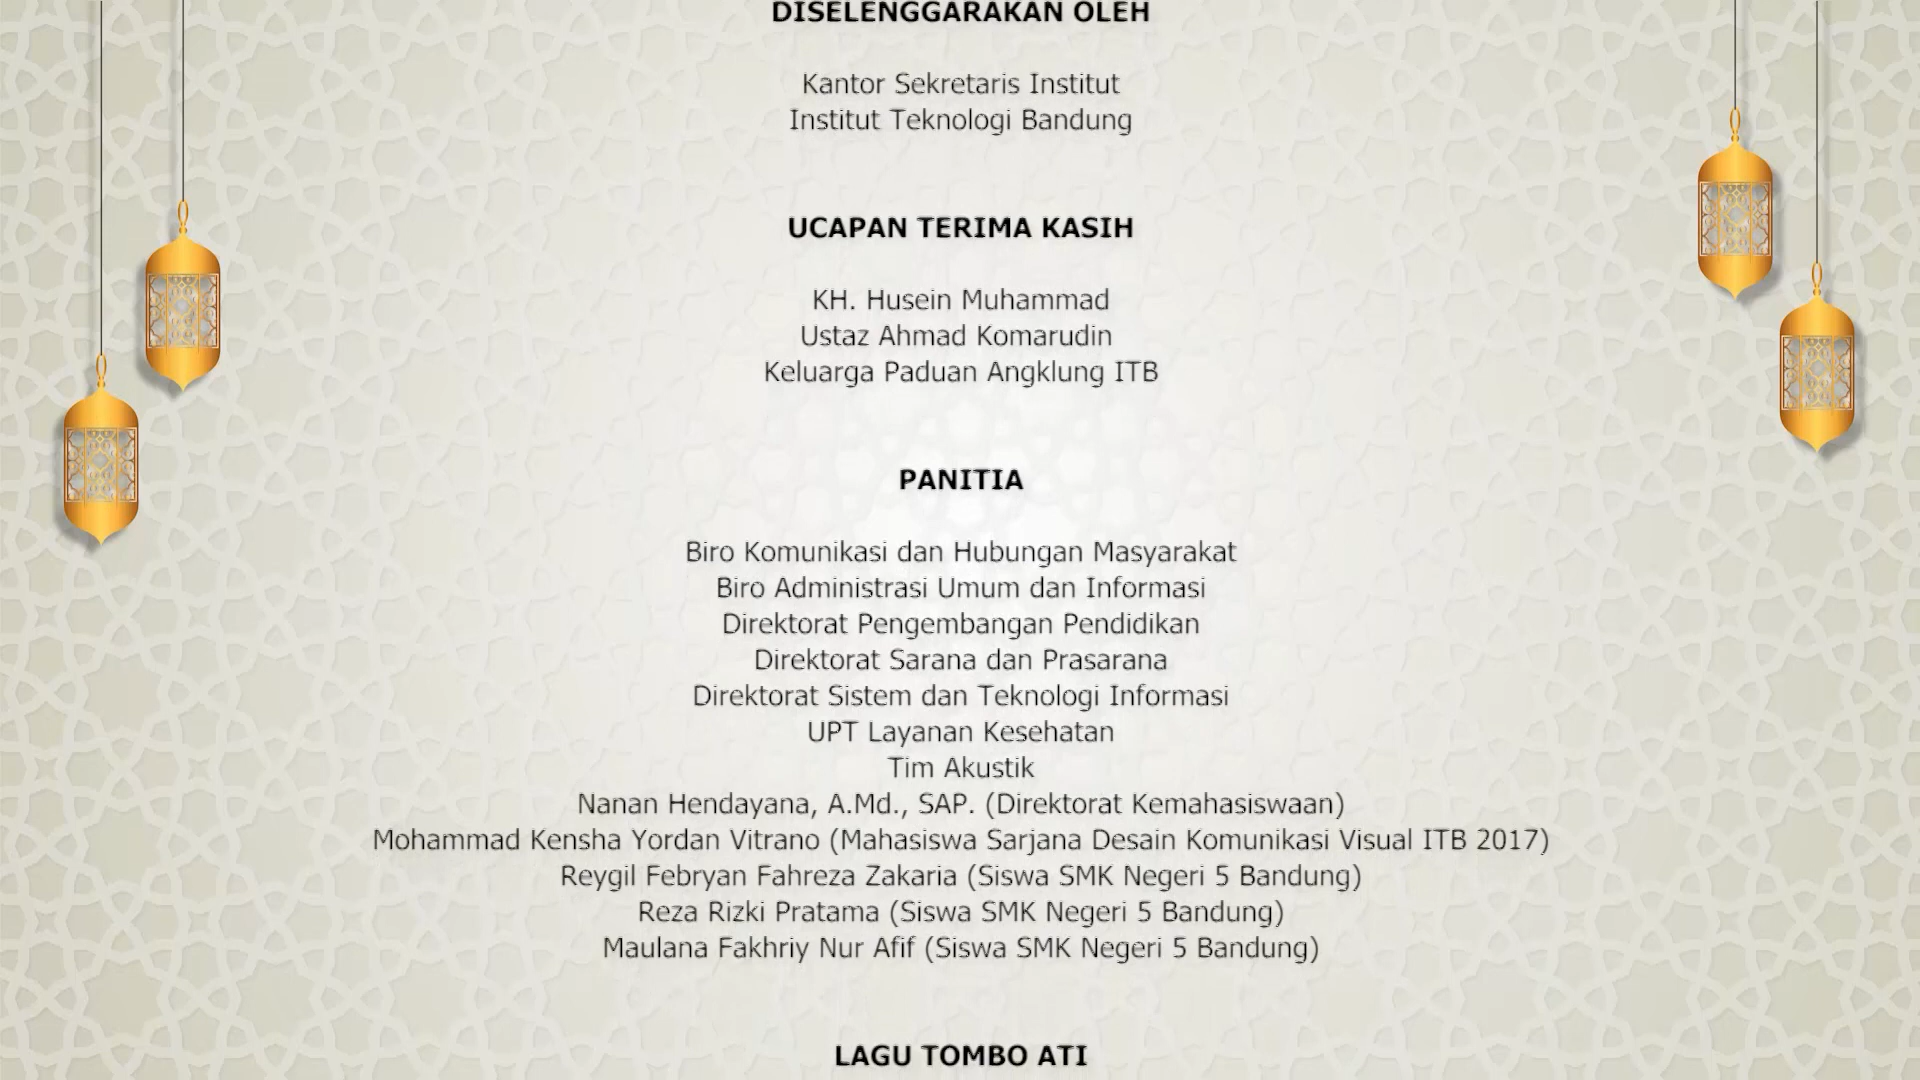 DISELENGGARAKAN OLEH
Kantor Sekretaris Institut
Institut Teknologi Bandung
UCAPAN TERIMA KASIH
KH. Husein Muhammad
Ustaz Ahmad Komarudin
Keluarga Paduan Angklung ITB
PANITIA
Biro Komunikasi dan Hubungan Masyarakat
Biro Administrasi Umum dan Informasi
Direktorat Pengembangan Pendidikan
Direktorat Sarana dan Prasarana
Direktorat Sistem dan Teknologi Informasi
UPT Layanan Kesehatan
Tim Akustik
Nanan Hendayana, A.Md., SAP. (Direktorat Kemahasiswaan)
Mohammad Kensha Yordan Vitrano (Mahasiswa Sarjana Desain Komunikasi Visual ITB 2017)
Reygil Febryan Fahreza Zakaria (Siswa SMK Negeri 5 Bandung)
Reza Rizki Pratama (Siswa SMK Negeri 5 Bandung)
Maulana Fakhriy Nur Afif (Siswa SMK Negeri 5 Bandung)
LAGU TOMBO ATI